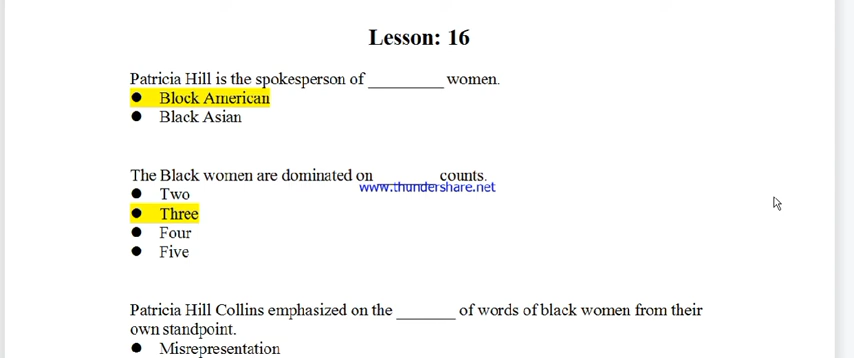 Lesson: 16
Patricia Hill is the spokesperson of _________ women.
● Block American
● Black Asian
The Black women are dominated on _______ counts.
www.thundershare.net
● Two
● Three
● Four
● Five
Patricia Hill Collins emphasized on the _______ of words of black women from their
own standpoint.
● Misrepresentation